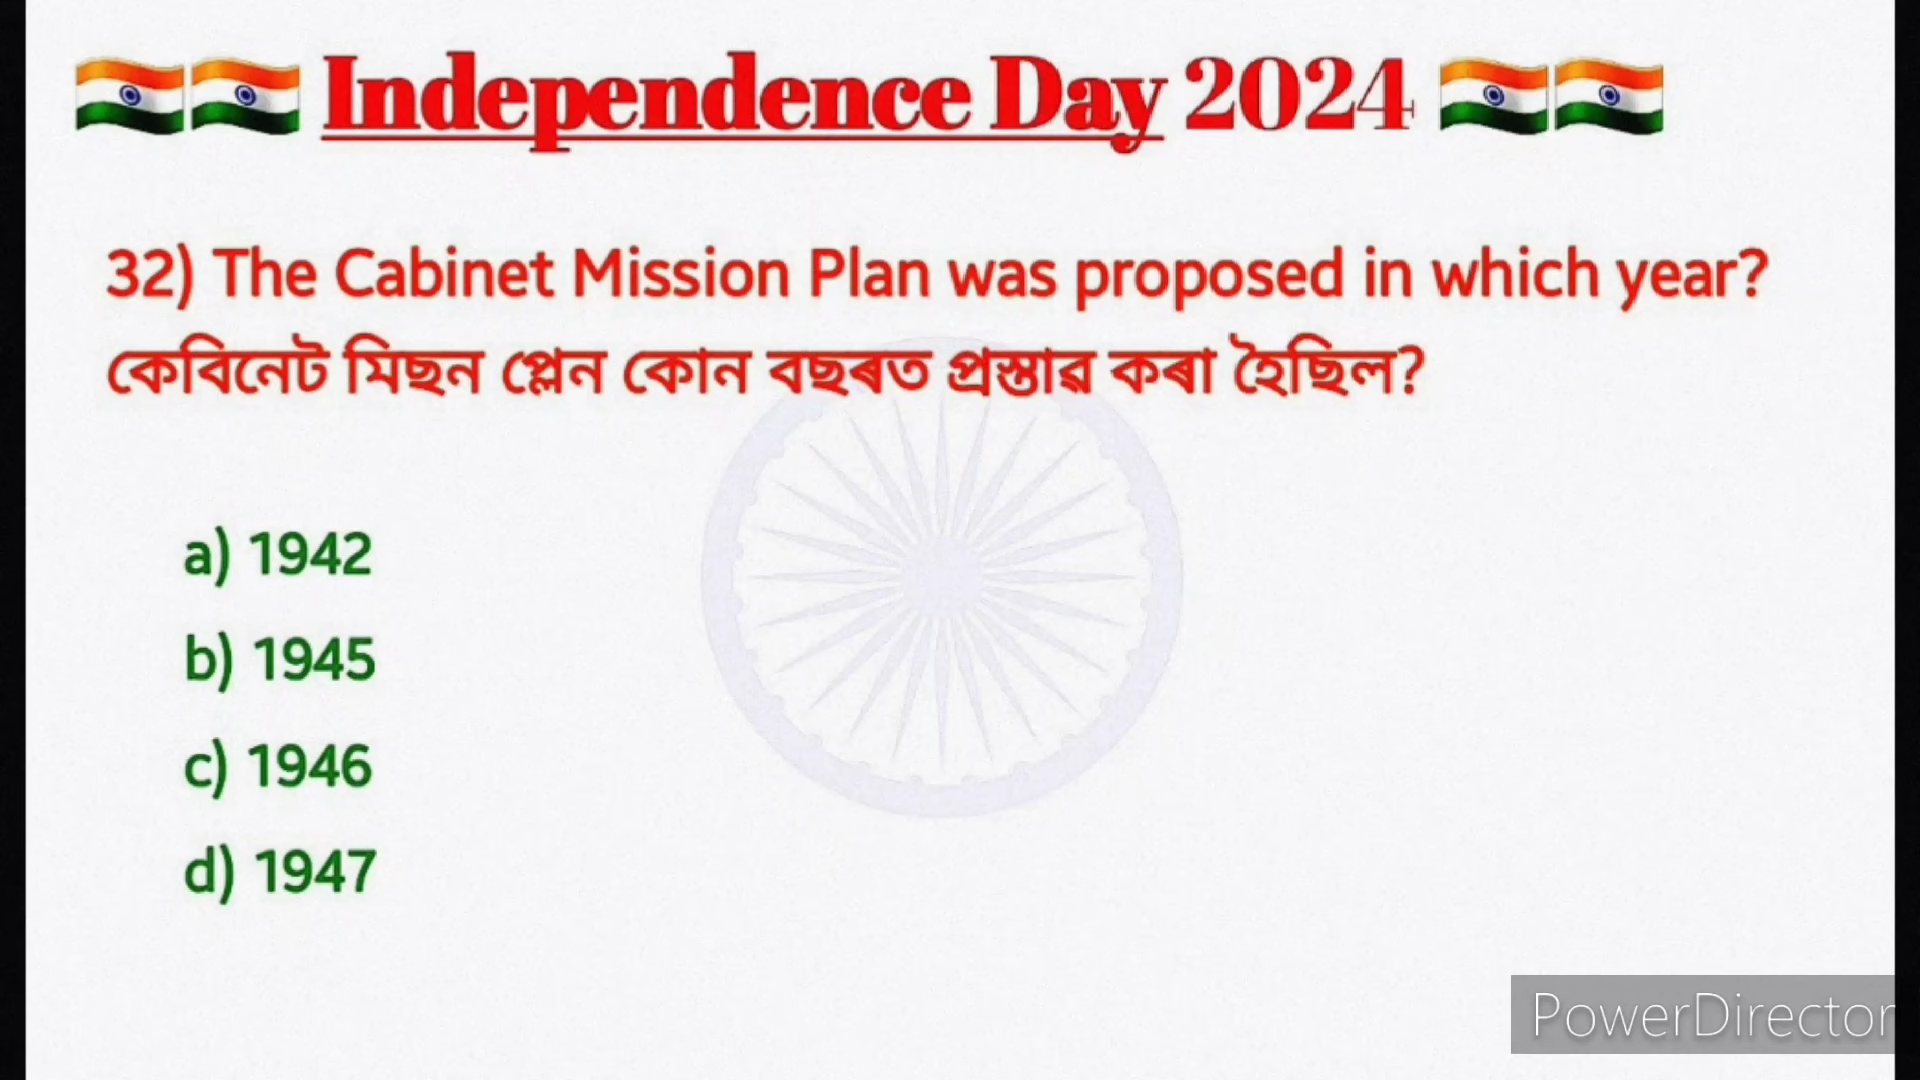 🇮🇳🇮🇳 Independence Day 2024 🇮🇳🇮🇳
32) The Cabinet Mission Plan was proposed in which year?
কেবিনেট মিছন প্লেন কোন বছৰত প্ৰস্তাৱ কৰা হৈছিল?
a) 1942
b) 1945
c) 1946
d) 1947
PowerDirector